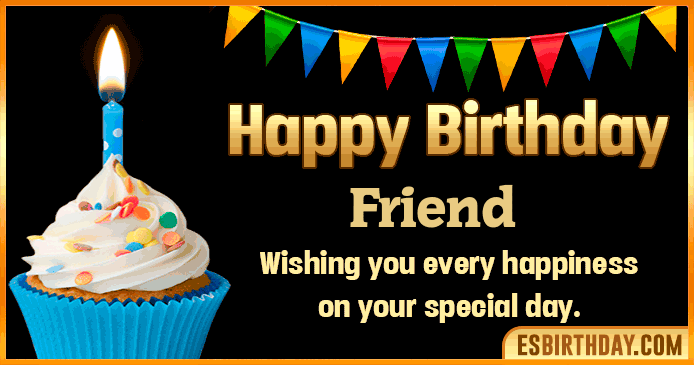 Happy Birthday
Friend
Wishing you every happiness
on your special day.
ESBIRTHDAY.COM